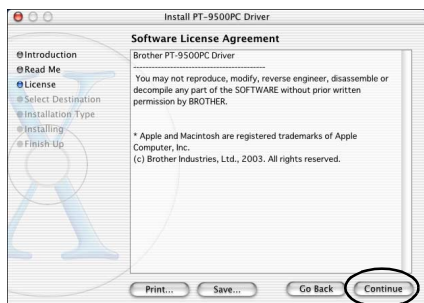 Install PT-9500PC Driver
Software License Agreement
Introduction
Read Me
License
Select Destination
Installation Type
Installing
Finish Up
Brother PT-9500PC Driver
------------------------------------------------
You may not reproduce, modify, reverse engineer, disassemble or
decompile any part of the SOFTWARE without prior written
permission by BROTHER.
* Apple and Macintosh are registered trademarks of Apple
Computer, Inc.
(c) Brother Industries, Ltd., 2003. All rights reserved.
Print... Save... Go Back Continue